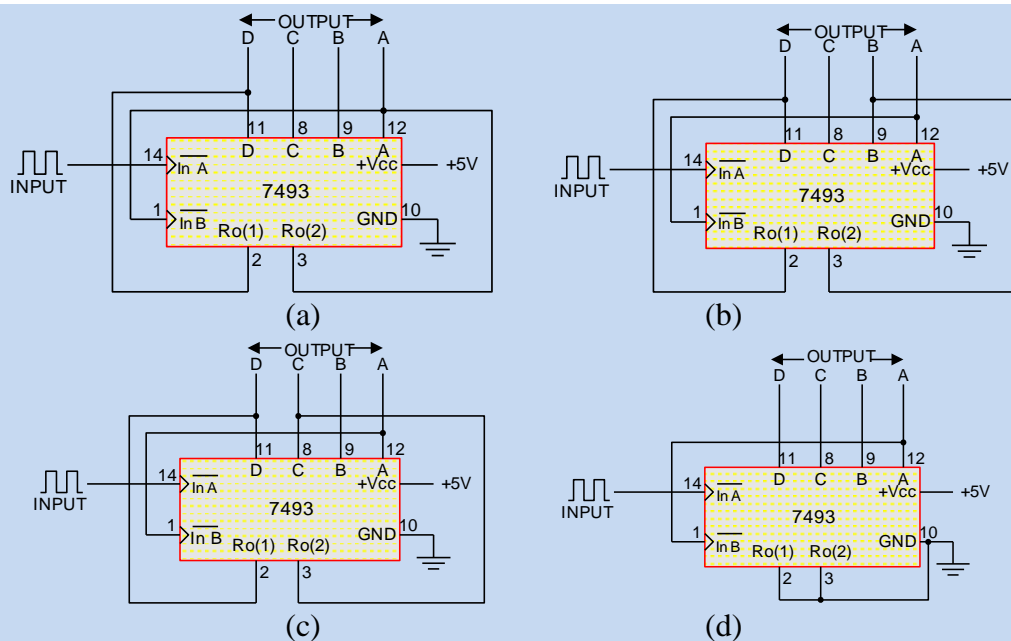 OUTPUT
D C B A
11 8 9 12
D C B A
14 In A +Vcc +5V
INPUT
7493
1 In B GND 10
Ro(1) Ro(2)
2 3
(a)
OUTPUT
D C B A
11 8 9 12
D C B A
14 In A +Vcc +5V
INPUT
7493
1 In B GND 10
Ro(1) Ro(2)
2 3
(b)
OUTPUT
D C B A
11 8 9 12
D C B A
14 In A +Vcc +5V
INPUT
7493
1 In B GND 10
Ro(1) Ro(2)
2 3
(c)
OUTPUT
D C B A
11 8 9 12
D C B A
14 In A +Vcc +5V
INPUT
7493
1 In B GND 10
Ro(1) Ro(2)
2 3
(d)